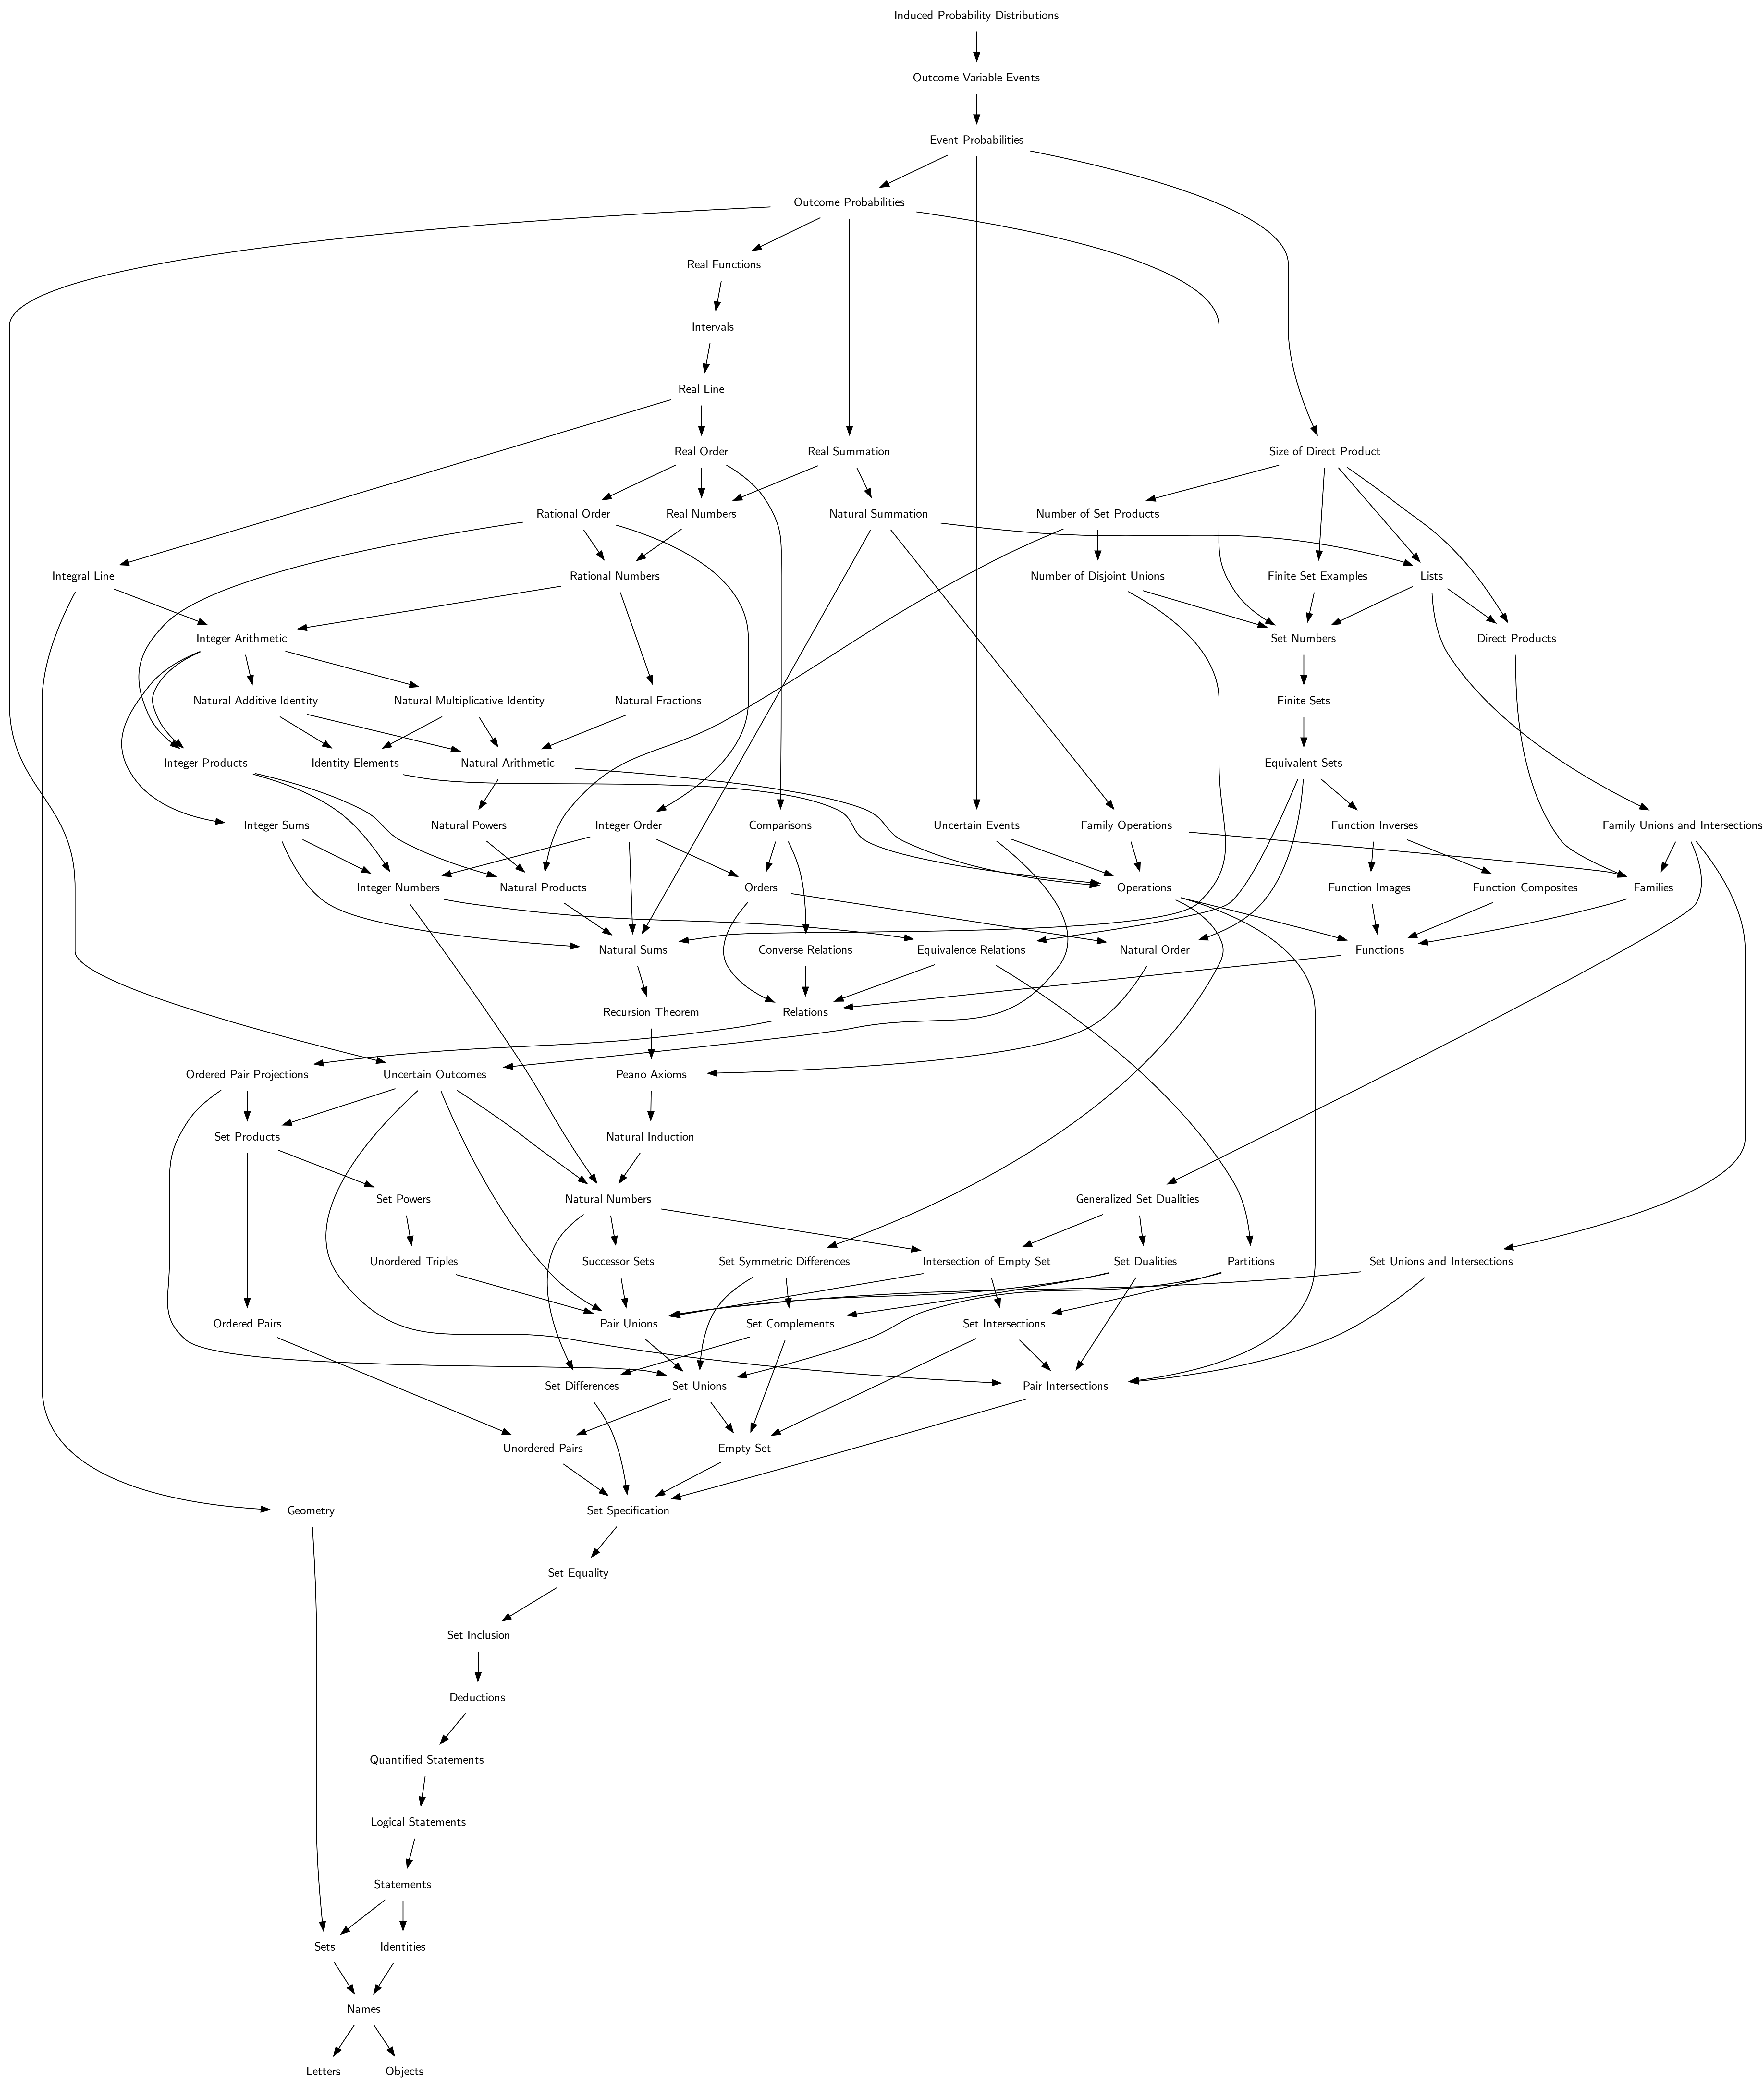 Induced Probability Distributions
Outcome Variable Events
Event Probabilities
Outcome Probabilities
Real Functions
Intervals
Real Line
Real Order
Real Summation
Size of Direct Product
Rational Order
Real Numbers
Natural Summation
Number of Set Products
Integral Line
Rational Numbers
Number of Disjoint Unions
Finite Set Examples
Lists
Integer Arithmetic
Set Numbers
Direct Products
Natural Additive Identity
Natural Multiplicative Identity
Natural Fractions
Finite Sets
Integer Products
Identity Elements
Natural Arithmetic
Equivalent Sets
Integer Sums
Natural Powers
Integer Order
Comparisons
Uncertain Events
Family Operations
Function Inverses
Family Unions and Intersections
Integer Numbers
Natural Products
Orders
Operations
Function Images
Function Composites
Families
Natural Sums
Converse Relations
Equivalence Relations
Natural Order
Functions
Recursion Theorem
Relations
Ordered Pair Projections
Uncertain Outcomes
Peano Axioms
Set Products
Natural Induction
Set Powers
Natural Numbers
Generalized Set Dualities
Unordered Triples
Successor Sets
Set Symmetric Differences
Intersection of Empty Set
Set Dualities
Partitions
Set Unions and Intersections
Ordered Pairs
Pair Unions
Set Complements
Set Intersections
Set Differences
Set Unions
Pair Intersections
Unordered Pairs
Empty Set
Geometry
Set Specification
Set Equality
Set Inclusion
Deductions
Quantified Statements
Logical Statements
Statements
Sets
Identities
Names
Letters
Objects